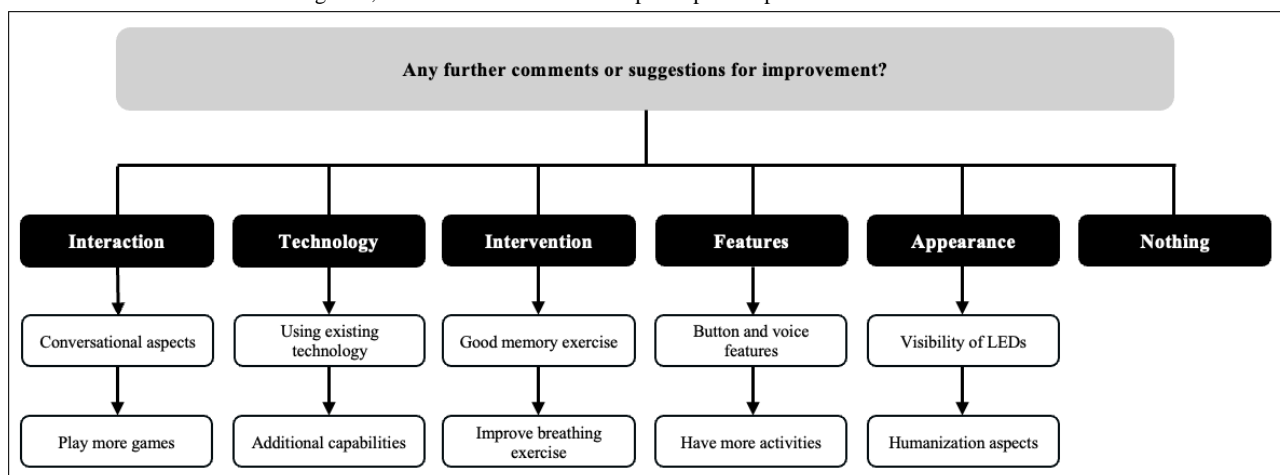 Any further comments or suggestions for improvement?
Interaction
Technology
Intervention
Features
Appearance
Nothing
Conversational aspects
Using existing
technology
Good memory exercise
Button and voice
features
Visibility of LEDs
Play more games
Additional capabilities
Improve breathing
exercise
Have more activities
Humanization aspects